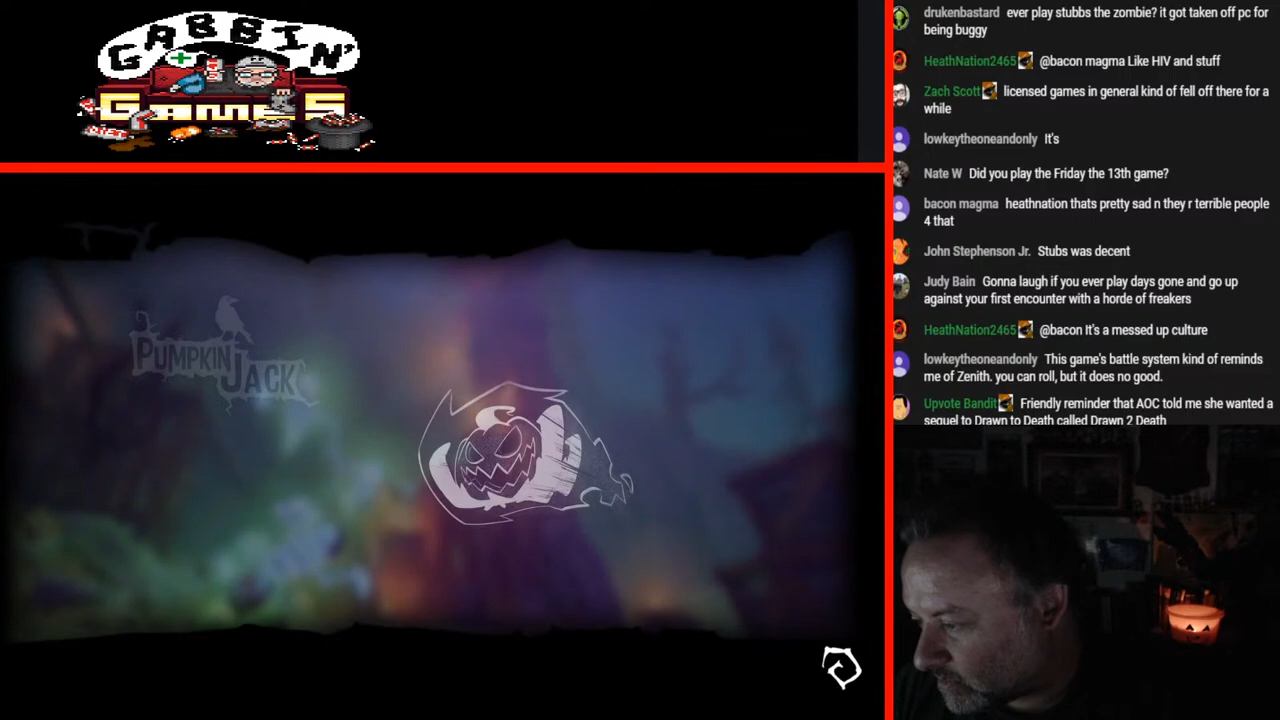 GABBIN'
GAMES
PUMPKIN
JACK
drukenbastard ever play stubbs the zombie? it got taken off pc for
being buggy
HeathNation2465 @bacon magma Like HIV and stuff
Zach Scott licensed games in general kind of fell off there for a
while
lowkeytheoneandonly It's
Nate W Did you play the Friday the 13th game?
bacon magma heathnation thats pretty sad n they r terrible people
4 that
John Stephenson Jr. Stubs was decent
Judy Bain Gonna laugh if you ever play days gone and go up
against your first encounter with a horde of freakers
HeathNation2465 @bacon It's a messed up culture
lowkeytheoneandonly This game's battle system kind of reminds
me of Zenith. you can roll, but it does no good.
Upvote Bandit Friendly reminder that AOC told me she wanted a
sequel to Drawn to Death called Drawn 2 Death